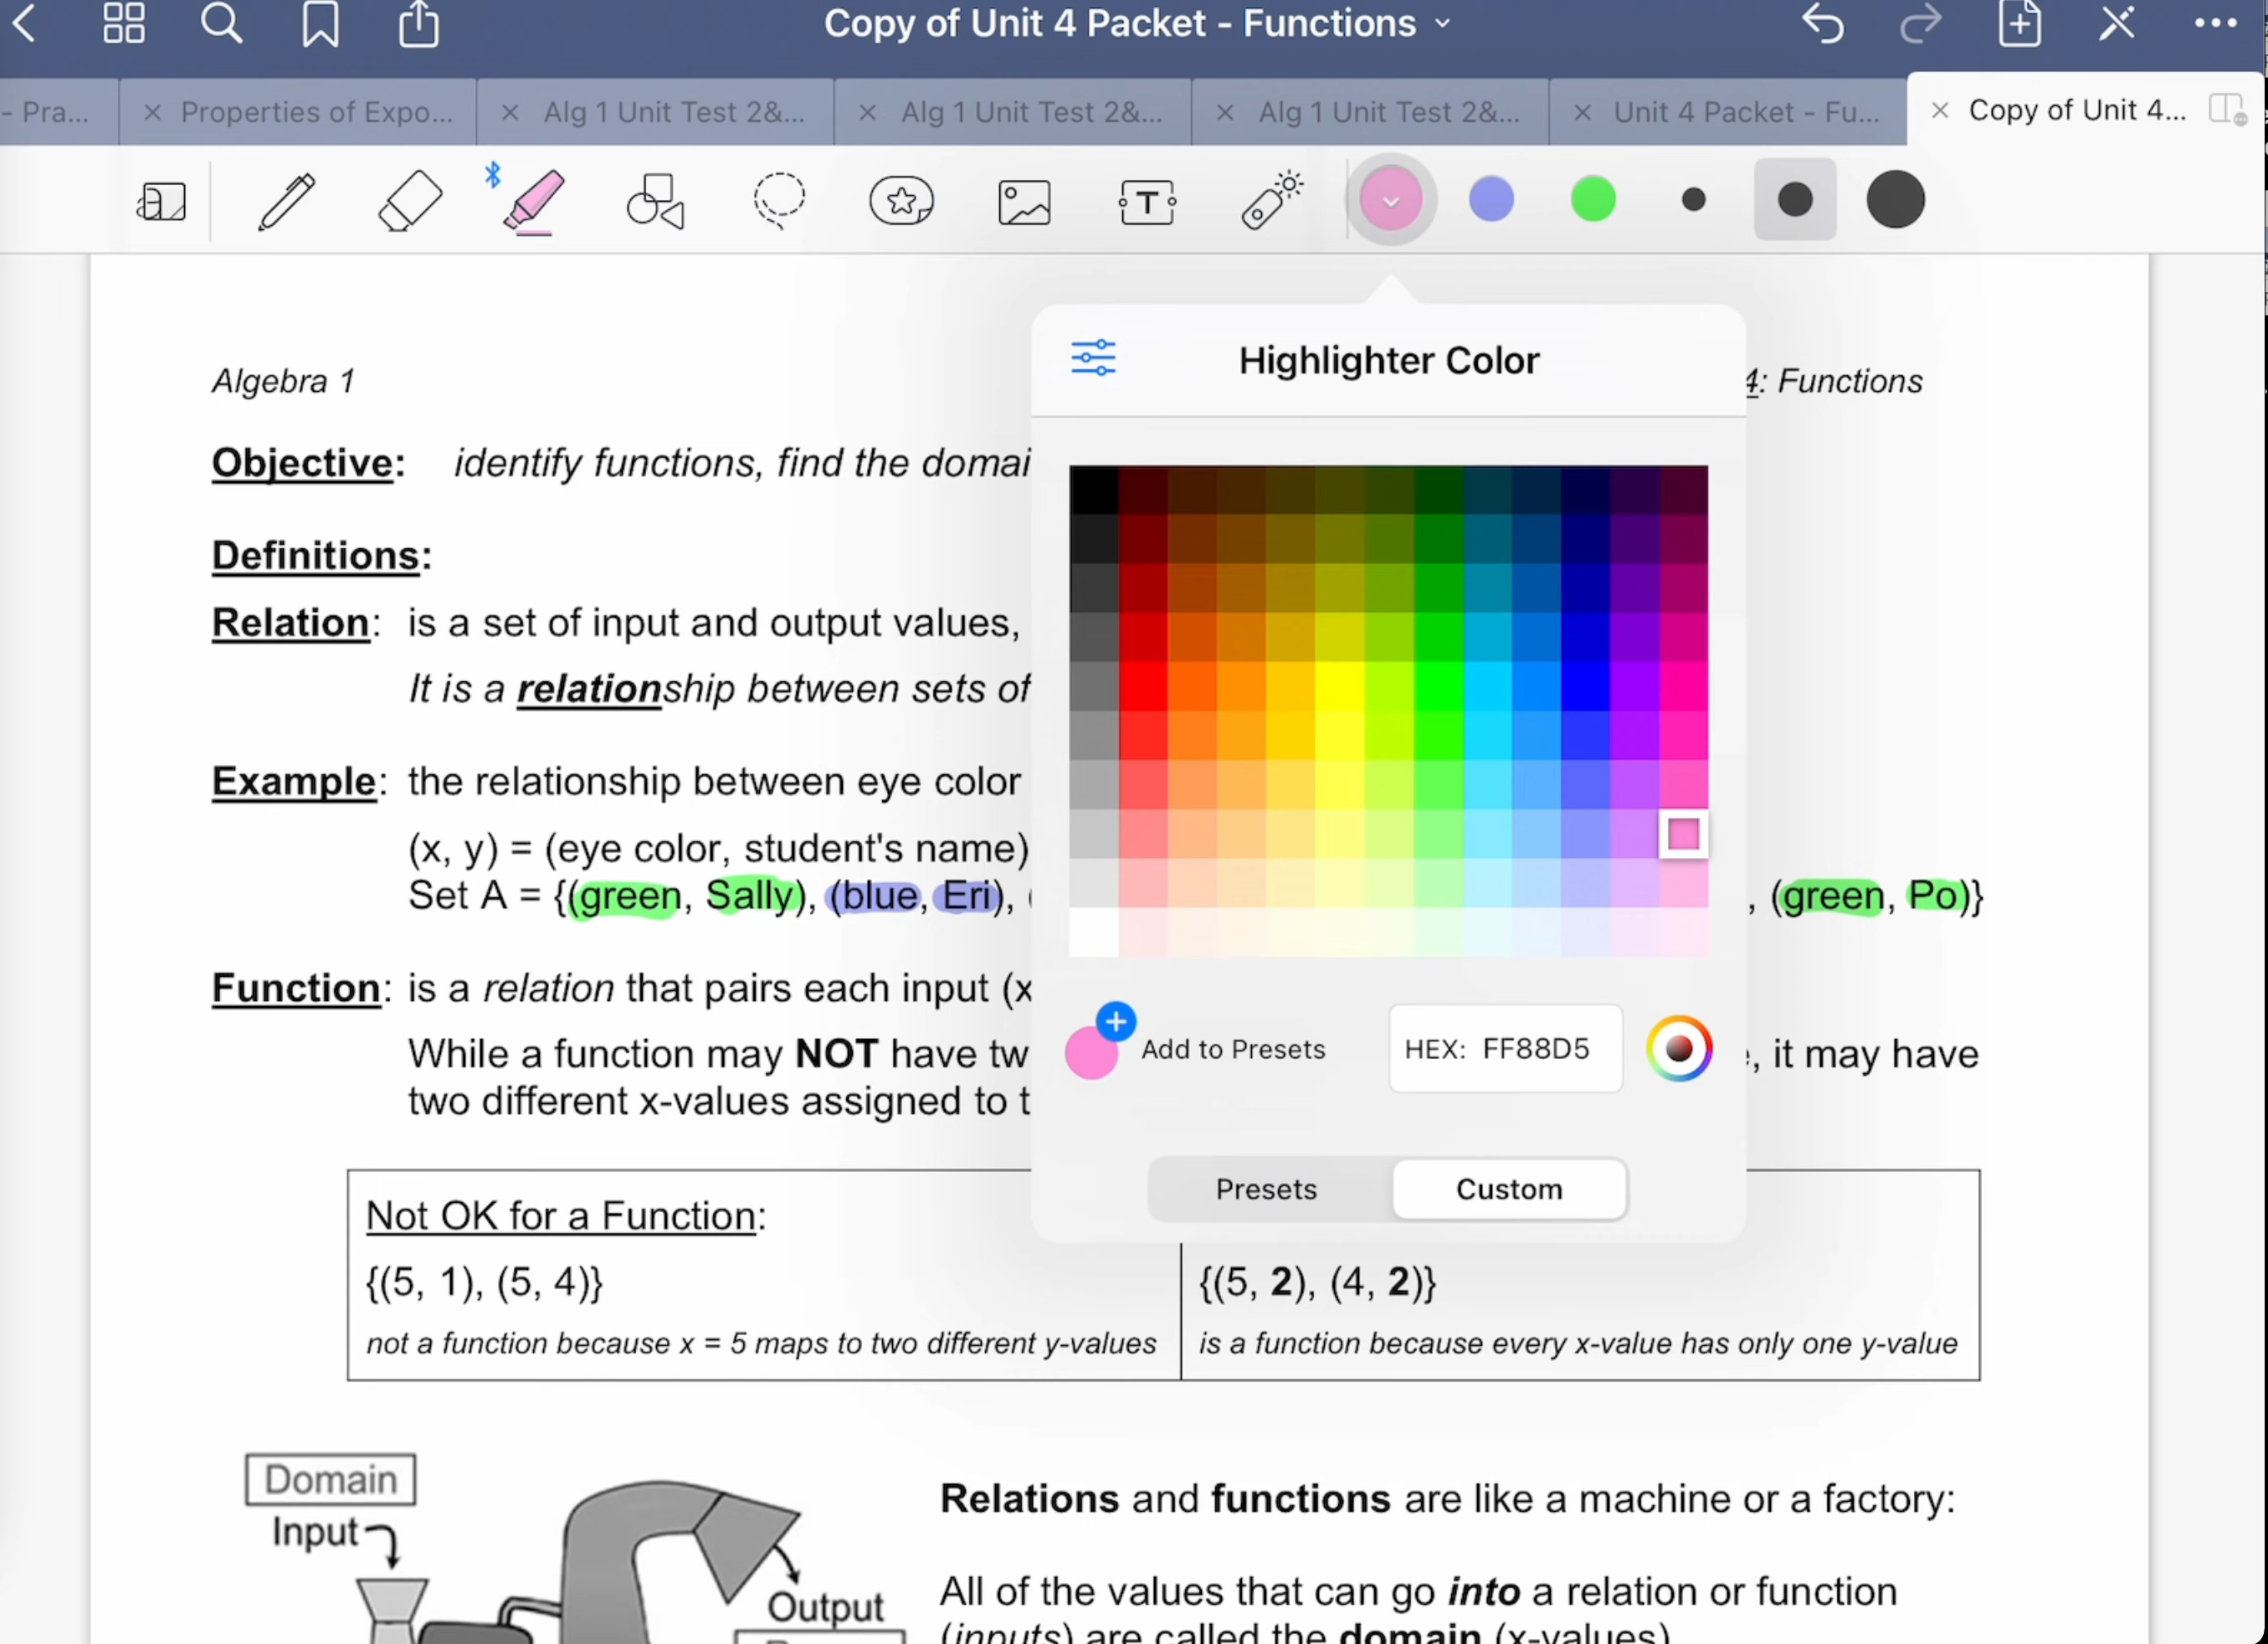 Copy of Unit 4 Packet - Functions
- Pra... Properties of Expo... Alg 1 Unit Test 2&... Alg 1 Unit Test 2&... Alg 1 Unit Test 2&... Unit 4 Packet - Fu... Copy of Unit 4...
Highlighter Color
Algebra 1 4: Functions
Objective: identify functions, find the domai
Definitions:
Relation: is a set of input and output values,
It is a relationship between sets of
Example: the relationship between eye color
(x, y) = (eye color, student's name)
Set A = {(green, Sally), (blue, Eri), ( , (green, Po)}
Function: is a relation that pairs each input (x
While a function may NOT have tw , it may have
two different x-values assigned to t
Add to Presets HEX: FF88D5
Presets Custom
Not OK for a Function:
{(5, 1), (5, 4)} {(5, 2), (4, 2)}
not a function because x = 5 maps to two different y-values is a function because every x-value has only one y-value
Domain
Input
Output
Relations and functions are like a machine or a factory:
All of the values that can go into a relation or function
(inputs) are called the domain (x-values)